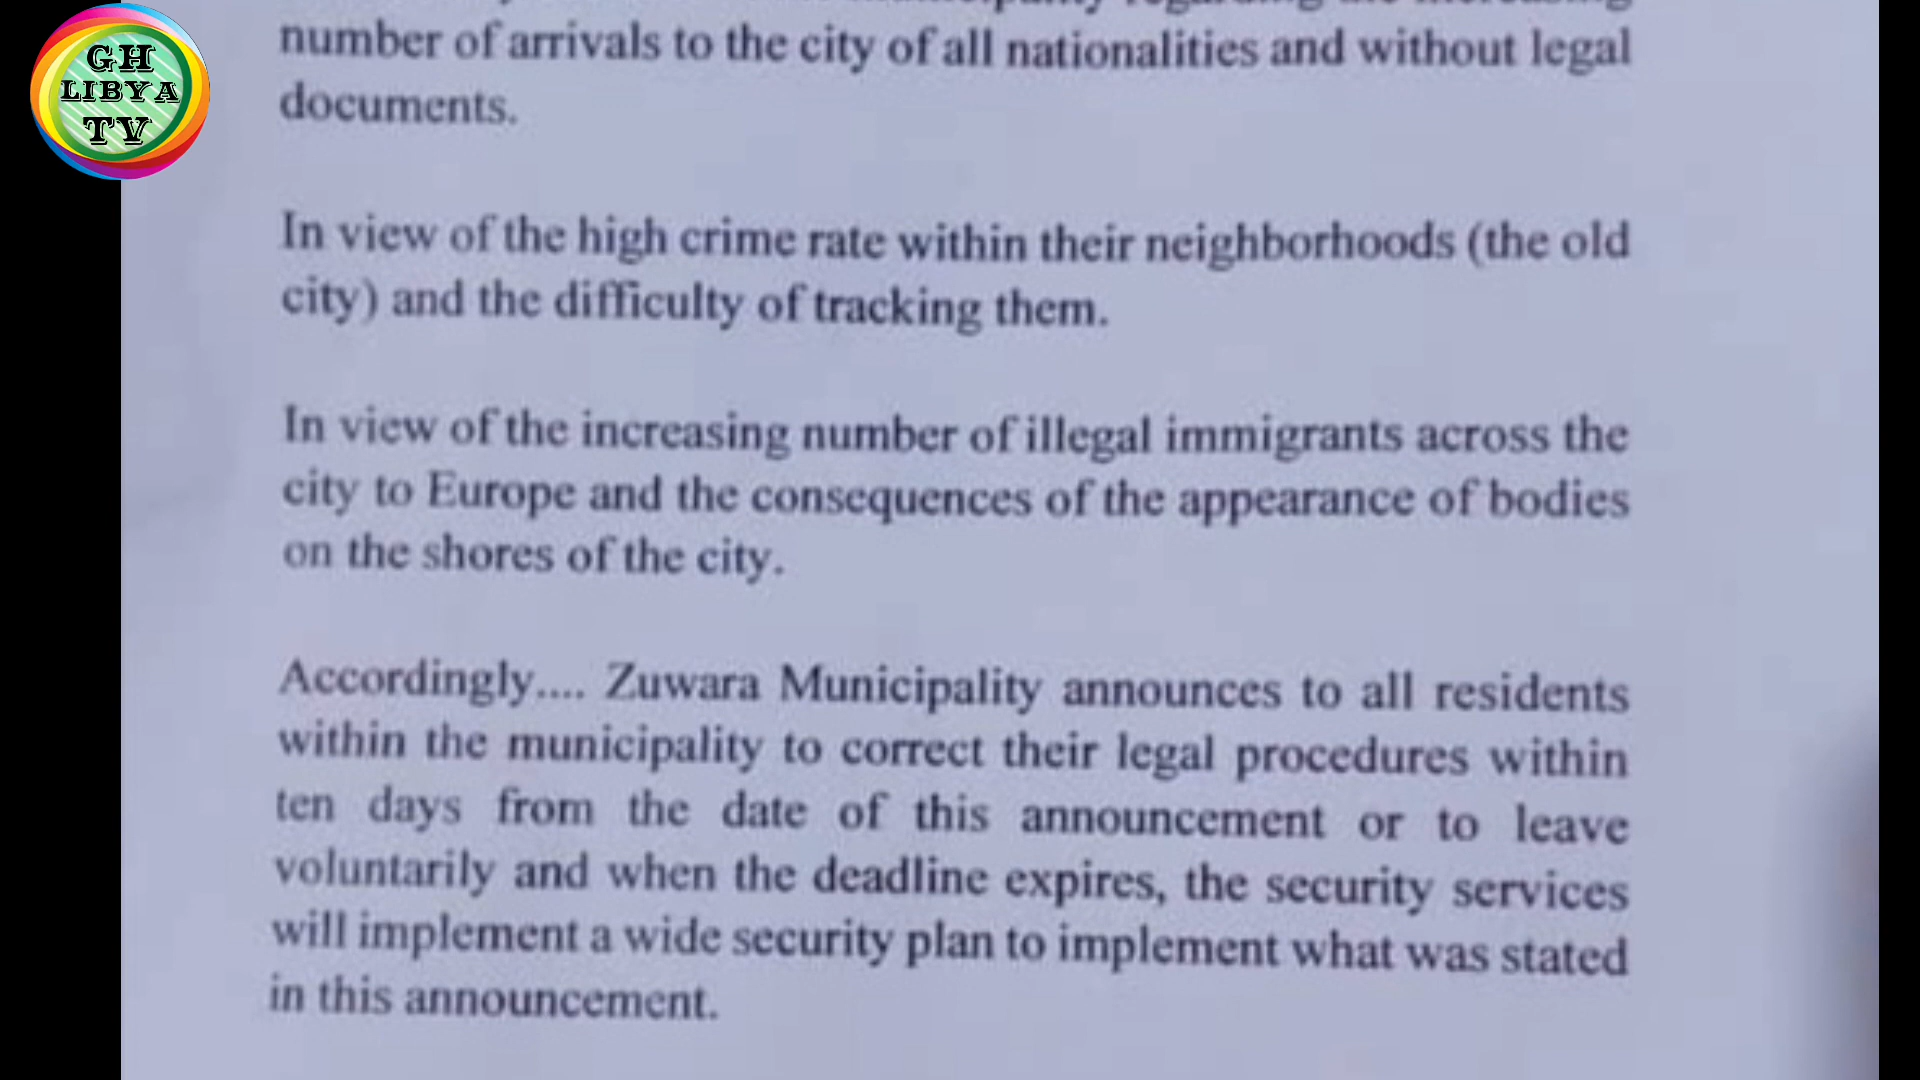 GH
LIBYA
TV
number of arrivals to the city of all nationalities and without legal
documents.
In view of the high crime rate within their neighborhoods (the old
city) and the difficulty of tracking them.
In view of the increasing number of illegal immigrants across the
city to Europe and the consequences of the appearance of bodies
on the shores of the city.
Accordingly.... Zuwara Municipality announces to all residents
within the municipality to correct their legal procedures within
ten days from the date of this announcement or to leave
voluntarily and when the deadline expires, the security services
will implement a wide security plan to implement what was stated
in this announcement.